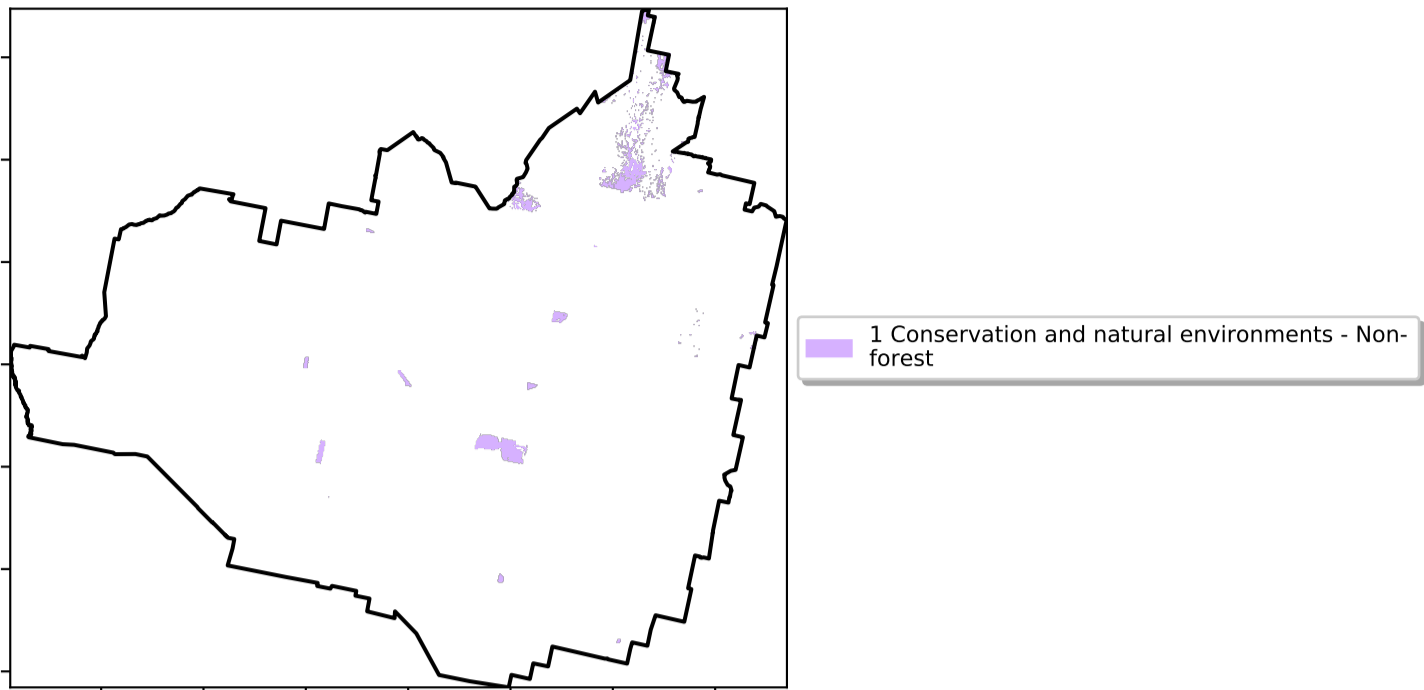 1 Conservation and natural environments - Non-
forest